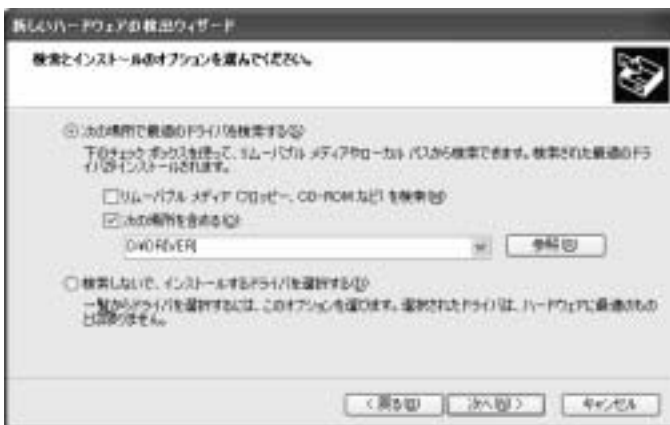 新しいハードウェアの検出ウィザード
検索とインストールのオプションを選んでください。
次の場所で最適のドライバを検索する(S)
下のチェック ボックスを使って、リムーバブル メディアやローカル パスから検索できます。検索された最適のドラ
イバがインストールされます。
リムーバブル メディア (フロッピー、CD-ROM など) を検索(M)
次の場所を含める(O)
D:¥DRIVER
参照(R)
検索しないで、インストールするドライバを選択する(D)
一覧からドライバを選択するには、このオプションを選びます。選択されたドライバは、ハードウェアに最適のもの
とは限りません。
< 戻る(B)
次へ(N) >
キャンセル